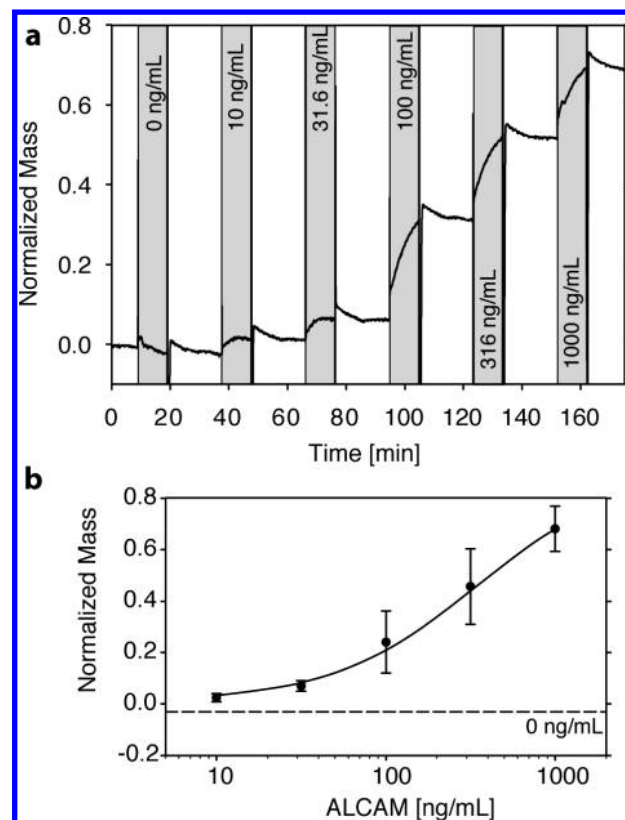 a
Normalized Mass
0.8
0.6
0.4
0.2
0.0
0 ng/mL
10 ng/mL
31.6 ng/mL
100 ng/mL
316 ng/mL
1000 ng/mL
0 20 40 60 80 100 120 140 160
Time [min]
b
Normalized Mass
0.8
0.6
0.4
0.2
0.0
-0.2
0 ng/mL
10 100 1000
ALCAM [ng/mL]